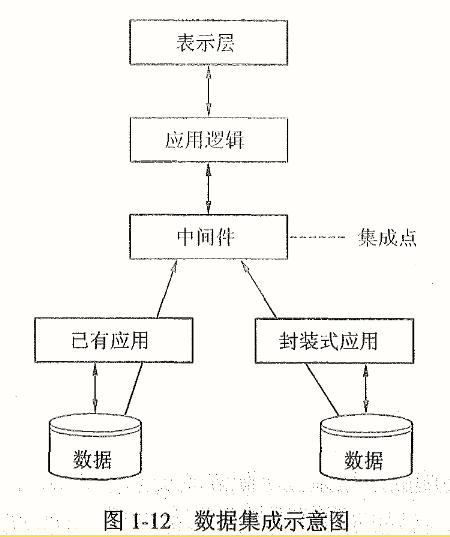 表示层
应用逻辑
中间件
集成点
已有应用
封装式应用
数据
数据
图 1-12 数据集成示意图